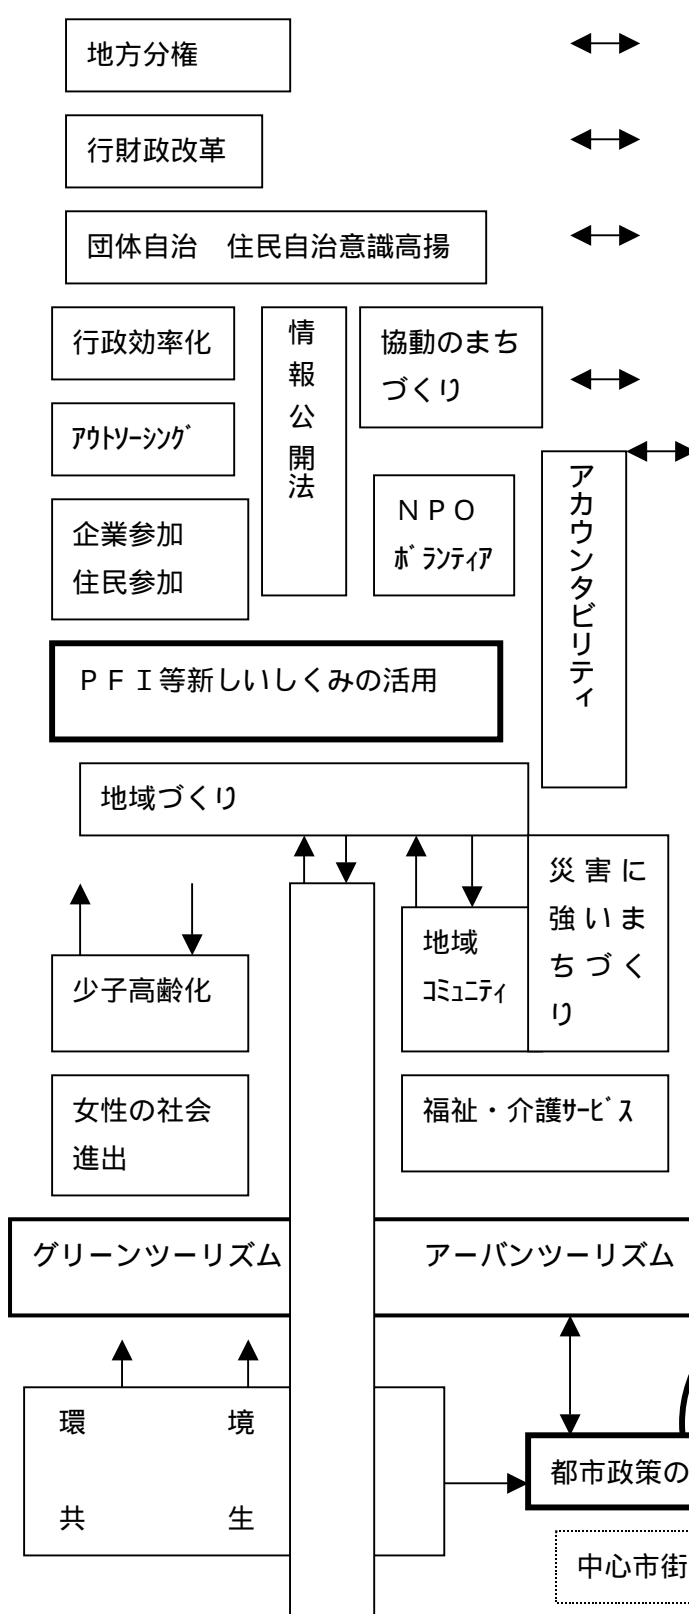 地方分権
行財政改革
団体自治　住民自治意識高揚
行政効率化
情報公開法
協働のまち
づくり
ｱｳﾄｿｰｼﾝｸﾞ
アカウンタビリティ
企業参加
住民参加
ＮＰＯ
ﾎﾞﾗﾝﾃｨｱ
ＰＦＩ等新しいしくみの活用
地域づくり
災害に
強いま
ちづく
り
地域
ｺﾐｭﾆﾃｨ
少子高齢化
女性の社会
進出
福祉・介護ｻｰﾋﾞｽ
グリーンツーリズム
アーバンツーリズム
環　境
共　生
都市政策の
中心市街